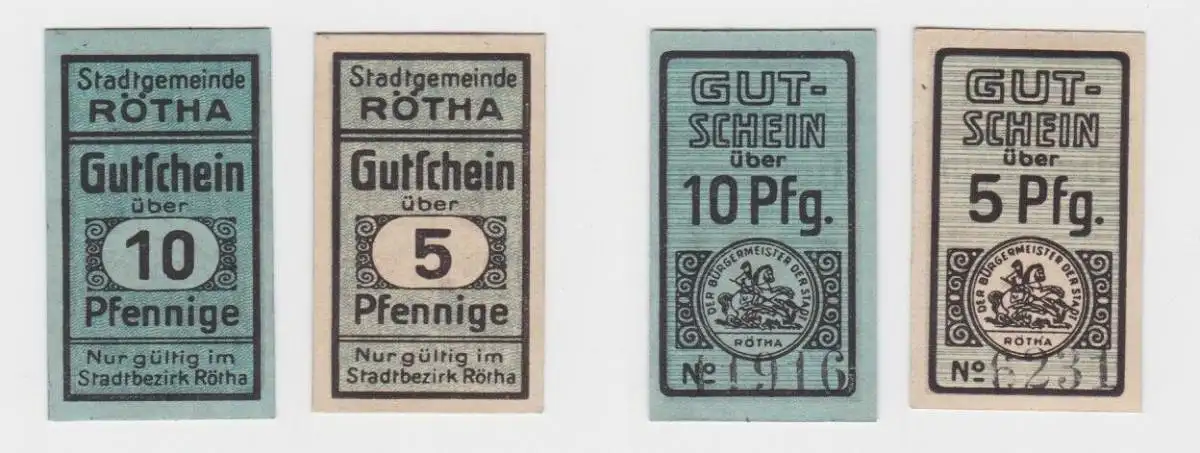 Stadtgemeinde
RÖTHA
Gutſchein
über
10
Pfennige
Nur gültig im
Stadtbezirk Rötha
Stadtgemeinde
RÖTHA
Gutſchein
über
5
Pfennige
Nur gültig im
Stadtbezirk Rötha
GUT-
SCHEIN
über
10 Pfg.
DER BÜRGERMEISTER DER STADT
RÖTHA
No
GUT-
SCHEIN
über
5 Pfg.
DER BÜRGERMEISTER DER STADT
RÖTHA
No 6231